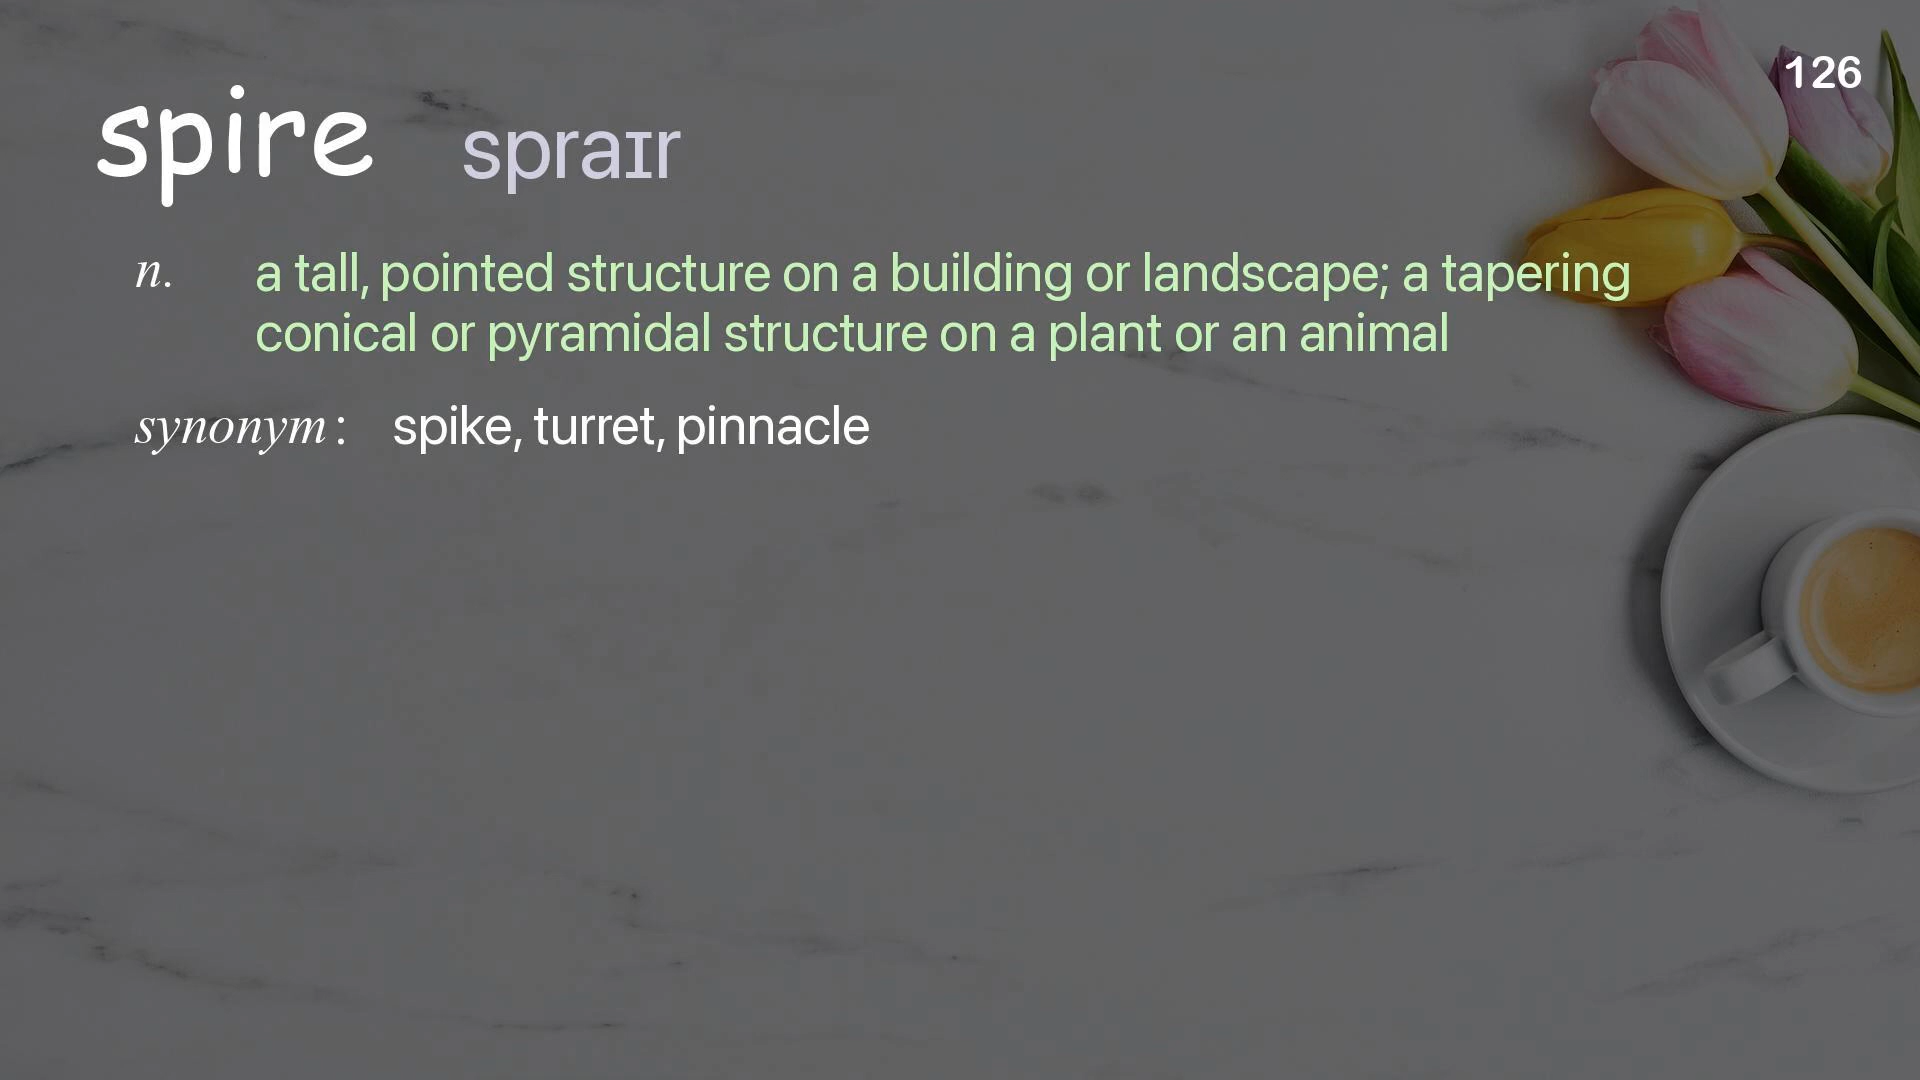 126
spire spraɪr
n. a tall, pointed structure on a building or landscape; a tapering
conical or pyramidal structure on a plant or an animal
synonym: spike, turret, pinnacle